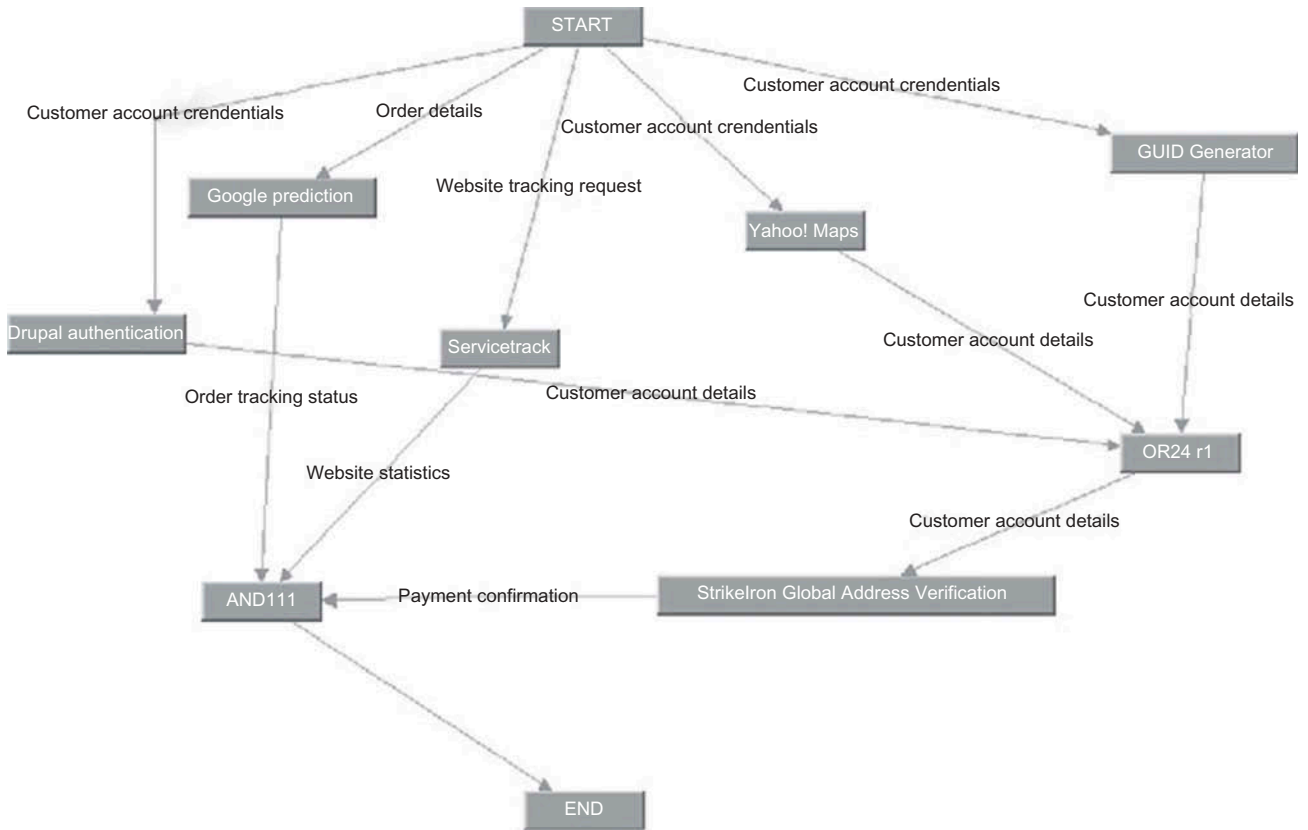 START
Customer account crendentials
Customer account crendentials
Order details
Customer account crendentials
GUID Generator
Google prediction
Website tracking request
Yahoo! Maps
Customer account details
Drupal authentication
Servicetrack
Customer account details
Order tracking status
Customer account details
OR24 r1
Website statistics
Customer account details
AND111
Payment confirmation
StrikeIron Global Address Verification
END